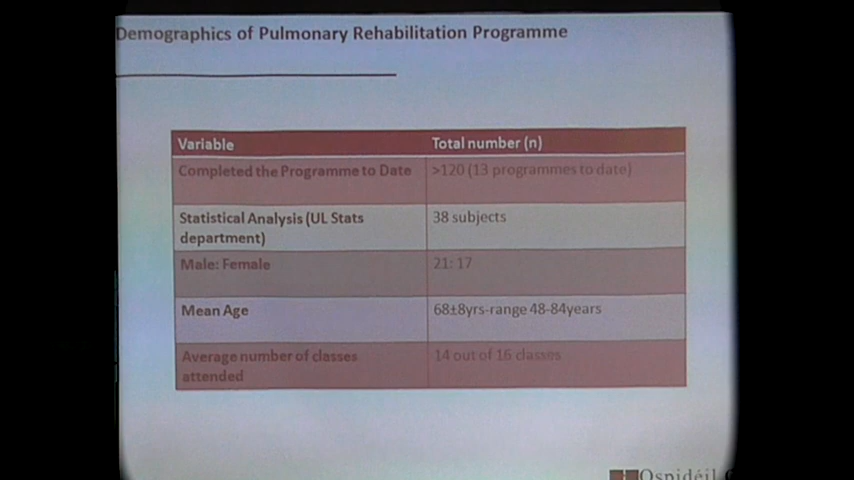 Demographics of Pulmonary Rehabilitation Programme
Variable Total number (n)
Completed the Programme to Date >120 (13 programmes to date)
Statistical Analysis (UL Stats
department) 38 subjects
Male: Female 21: 17
Mean Age 68±8yrs-range 48-84years
Average number of classes
attended 14 out of 16 classes
Ospidéil